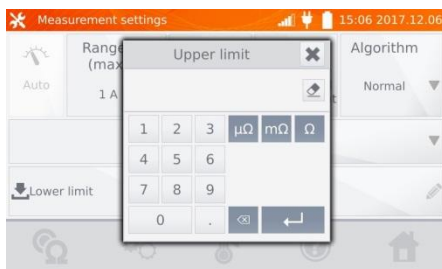 Measurement settings 15:06 2017.12.06
Range Upper limit Algorithm
(max
Auto 1 A t Normal
1 2 3 µΩ mΩ Ω
4 5 6
7 8 9
0 .
Lower limit